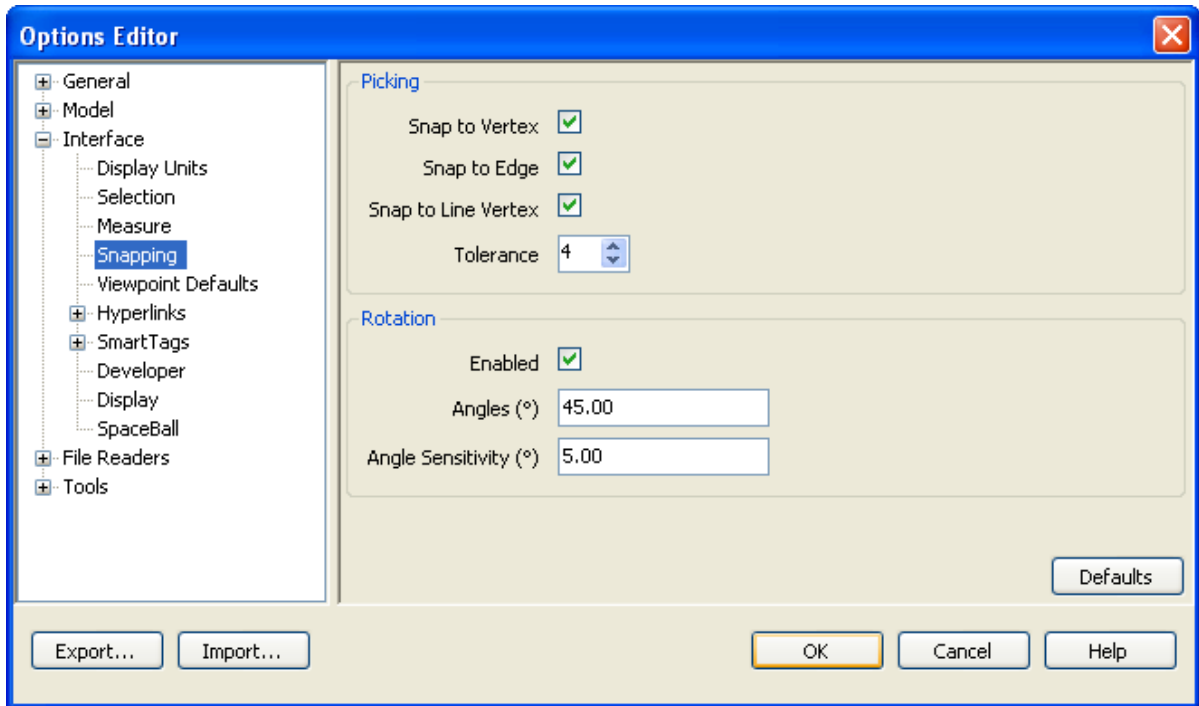 Options Editor
General
Model
Interface
Display Units
Selection
Measure
Snapping
Viewpoint Defaults
Hyperlinks
SmartTags
Developer
Display
SpaceBall
File Readers
Tools
Picking
Snap to Vertex
Snap to Edge
Snap to Line Vertex
Tolerance 4
Rotation
Enabled
Angles (°) 45.00
Angle Sensitivity (°) 5.00
Defaults
Export... Import... OK Cancel Help